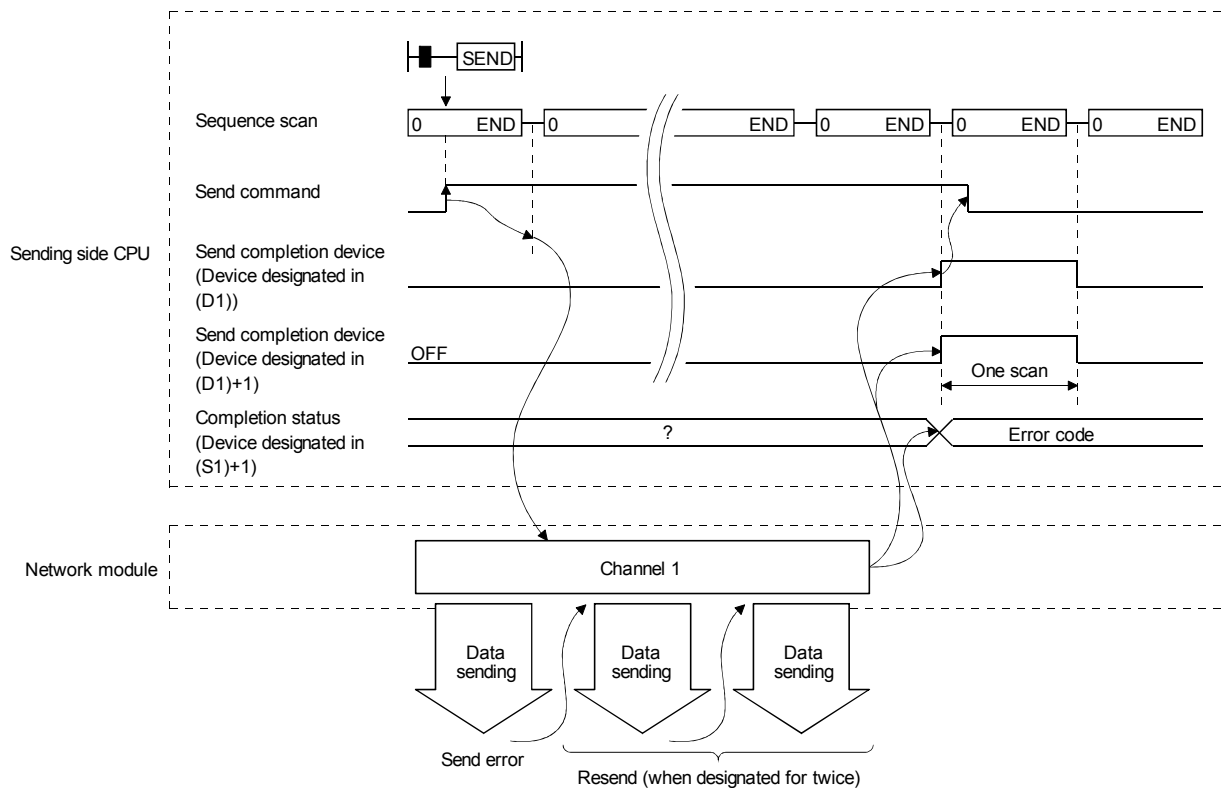 SEND
Sequence scan
0 END 0 END 0 END 0 END 0 END
Send command
Sending side CPU
Send completion device
(Device designated in
(D1))
Send completion device
(Device designated in
(D1)+1)
OFF
One scan
Completion status
(Device designated in
(S1)+1)
?
Error code
Network module
Channel 1
Data
sending
Data
sending
Data
sending
Send error
Resend (when designated for twice)